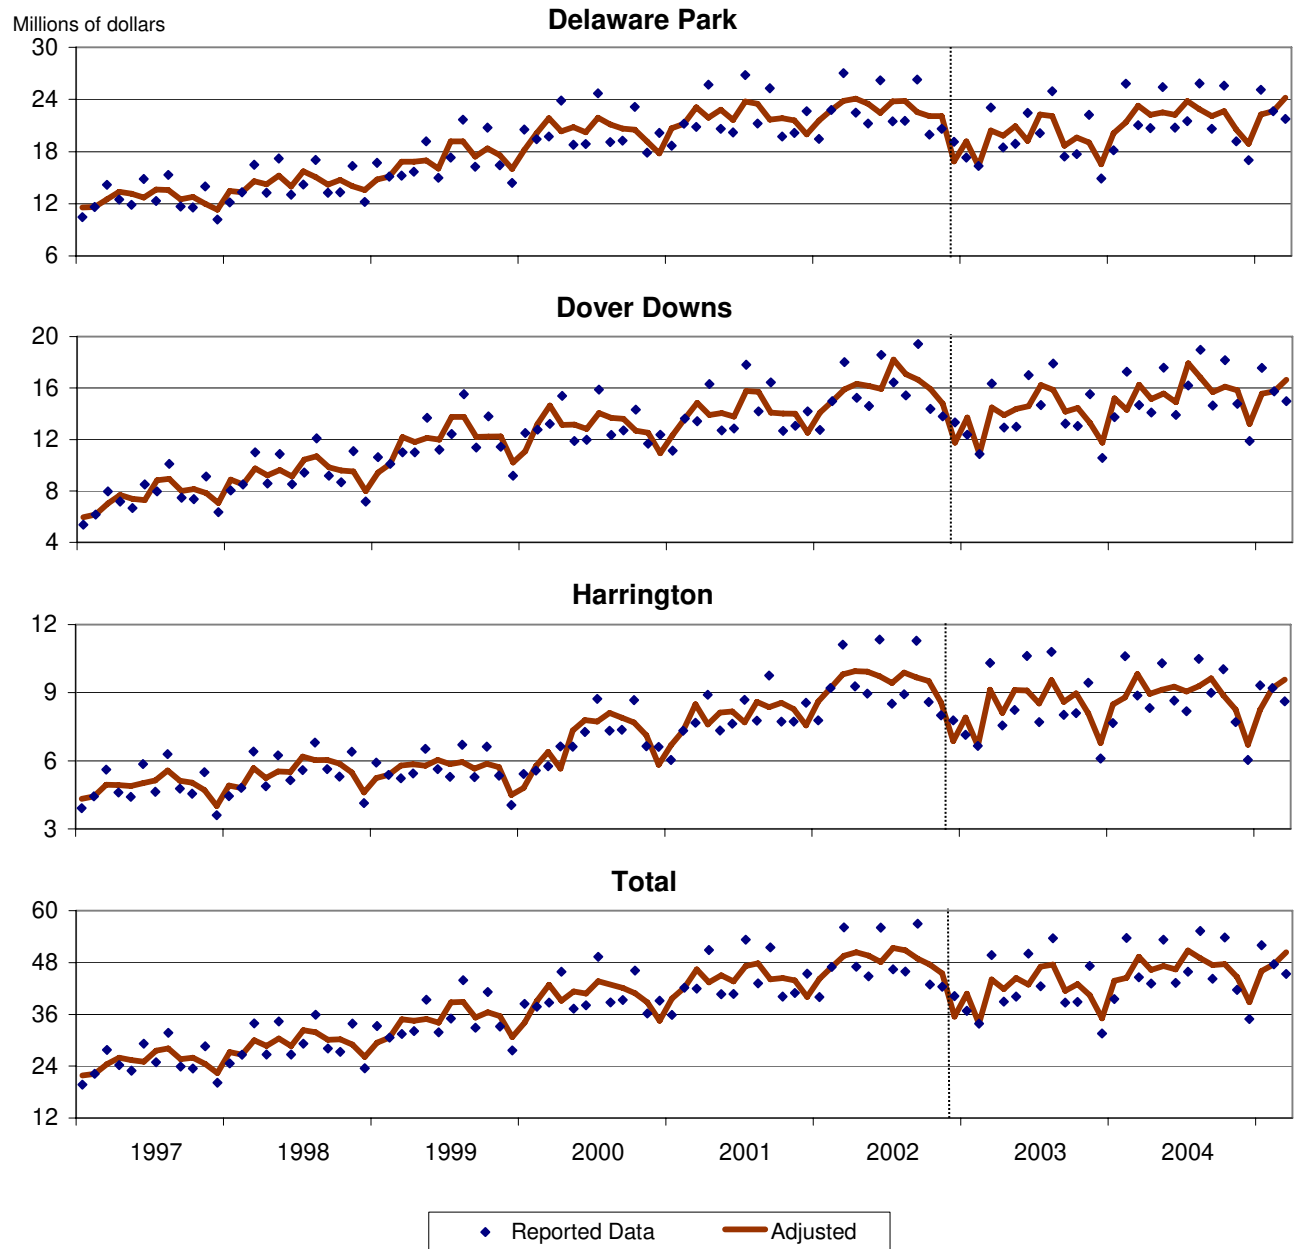 Delaware Park
Millions of dollars
30
24
18
12
6
Dover Downs
20
16
12
8
4
Harrington
12
9
6
3
Total
60
48
36
24
12
1997 1998 1999 2000 2001 2002 2003 2004
Reported Data Adjusted